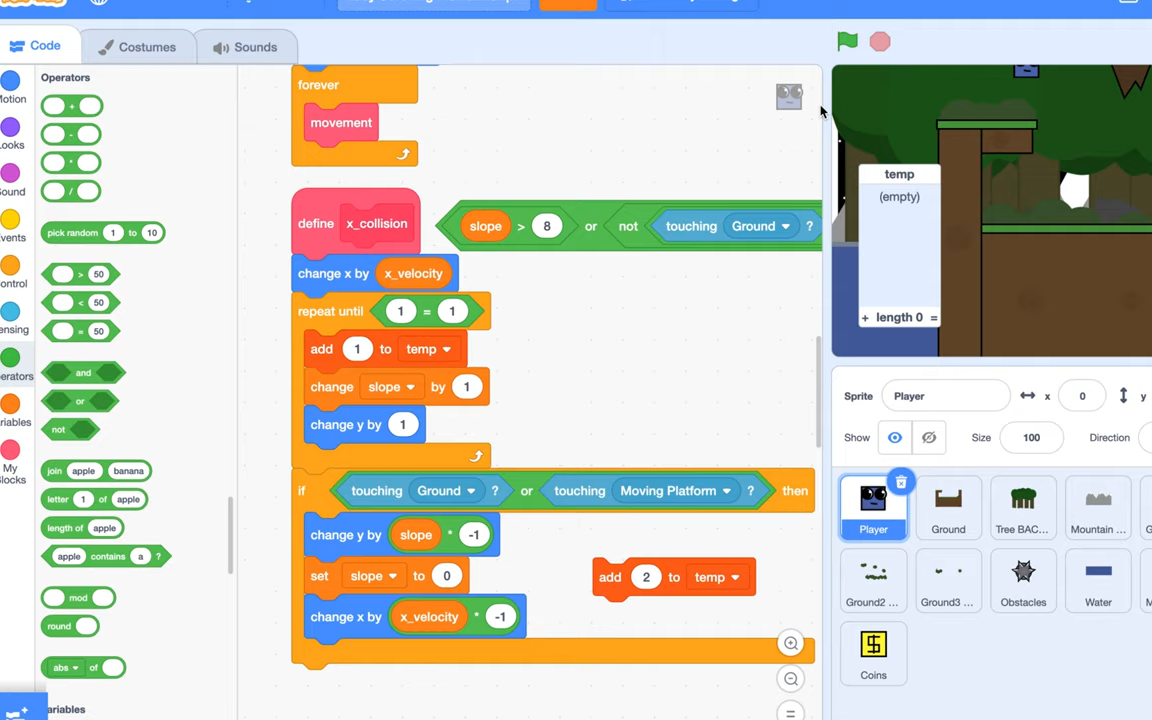 Code
Costumes
Sounds
Motion
Looks
Sound
Events
ontrol
ensing
perators
ariables
My
Blocks
Operators
+
-
*
/
pick random 1 to 10
> 50
< 50
= 50
and
or
not
join apple banana
letter 1 of apple
length of apple
apple contains a ?
mod
round
abs of
ariables
forever
movement
define x_collision
slope > 8 or not touching Ground ?
change x by x_velocity
repeat until 1 = 1
add 1 to temp
change slope by 1
change y by 1
if touching Ground ? or touching Moving Platform ? then
change y by slope * -1
set slope to 0
change x by x_velocity * -1
add 2 to temp
temp
(empty)
+ length 0 =
Sprite Player x 0 y
Show Size 100 Direction
Player
Ground
Tree BAC...
Mountain ...
G
Ground2 ...
Ground3 ...
Obstacles
Water
M
$
Coins